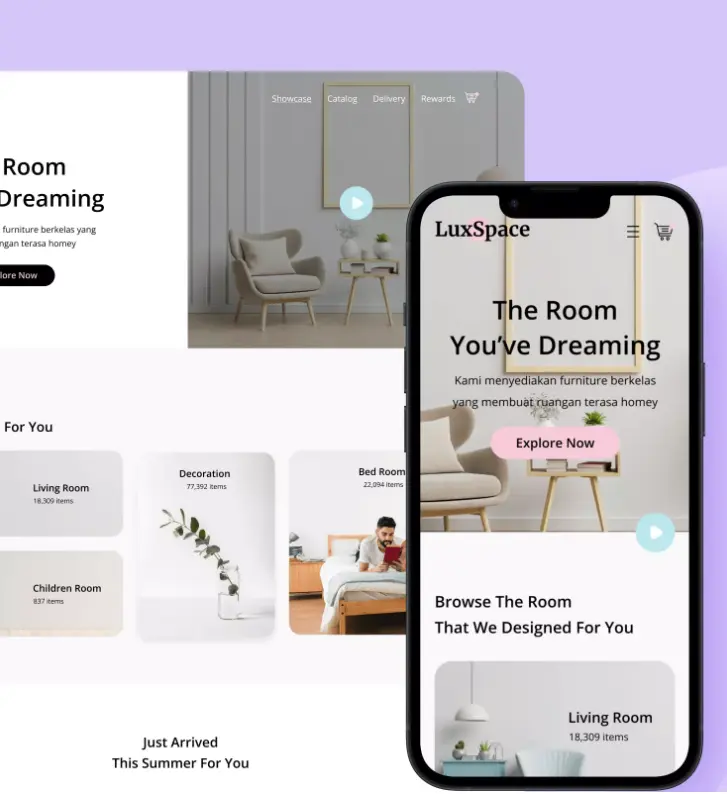 Showcase Catalog Delivery Rewards
Room
Dreaming
furniture berkelas yang
ngan terasa homey
lore Now
For You
Living Room
18,309 items
Children Room
837 items
Decoration
77,392 items
Bed Room
22,094 items
Just Arrived
This Summer For You
LuxSpace
The Room
You've Dreaming
Kami menyediakan furniture berkelas
yang membuat ruangan terasa homey
Explore Now
Browse The Room
That We Designed For You
Living Room
18,309 items